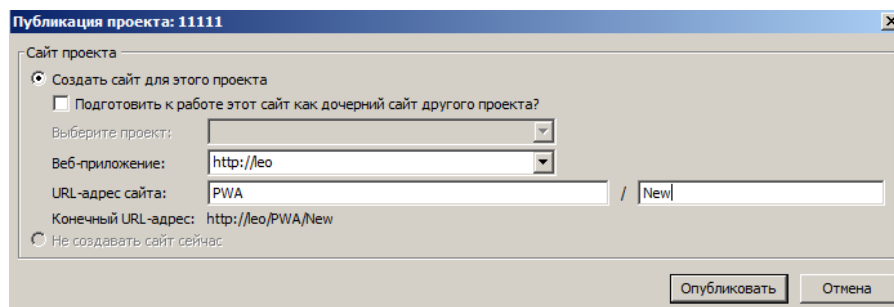 Публикация проекта: 11111
Сайт проекта
Создать сайт для этого проекта
Подготовить к работе этот сайт как дочерний сайт другого проекта?
Выберите проект:
Веб-приложение: http://leo
URL-адрес сайта: PWA / New
Конечный URL-адрес: http://leo/PWA/New
Не создавать сайт сейчас
Опубликовать Отмена